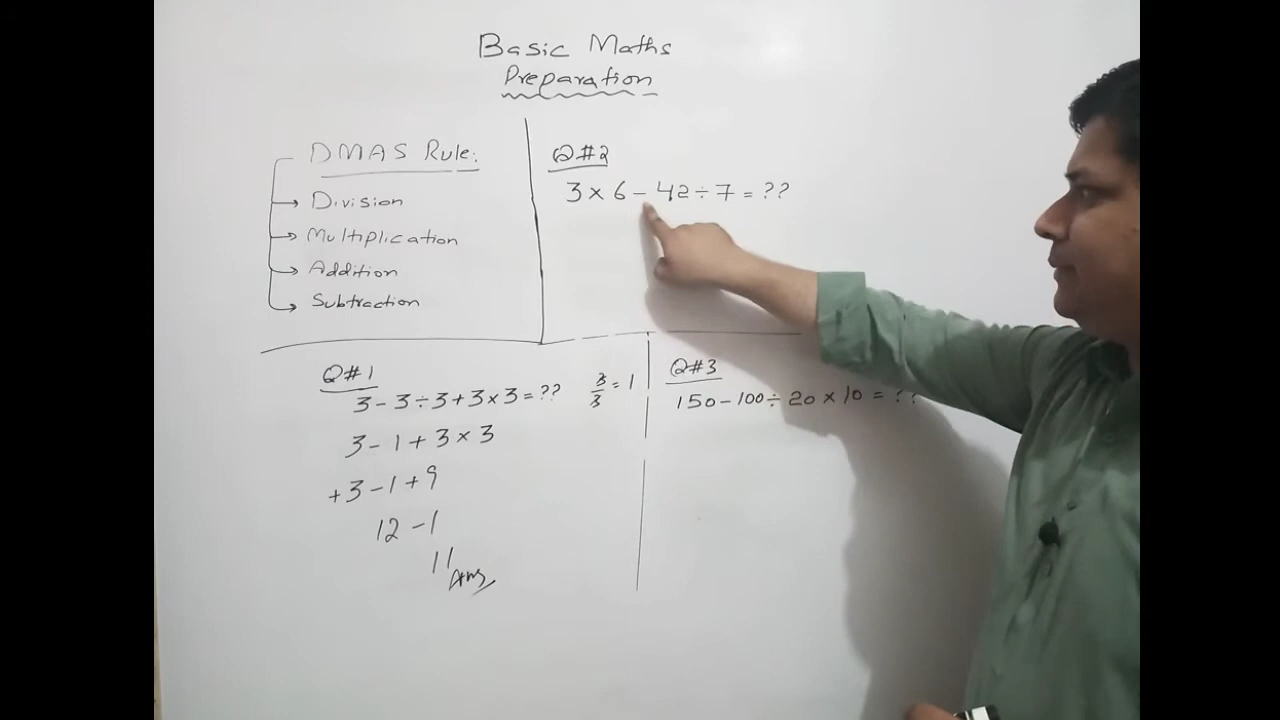 Basic Maths
Preparation
DMAS Rule:
Division
Multiplication
Addition
Subtraction
Q#2
3 × 6 - 42 ÷ 7 = ??
Q#1
3 - 3 ÷ 3 + 3 × 3 = ??
3/3 = 1
3 - 1 + 3 × 3
+3 - 1 + 9
12 - 1
11
Ans
Q#3
150 - 100 ÷ 20 × 10 = ??